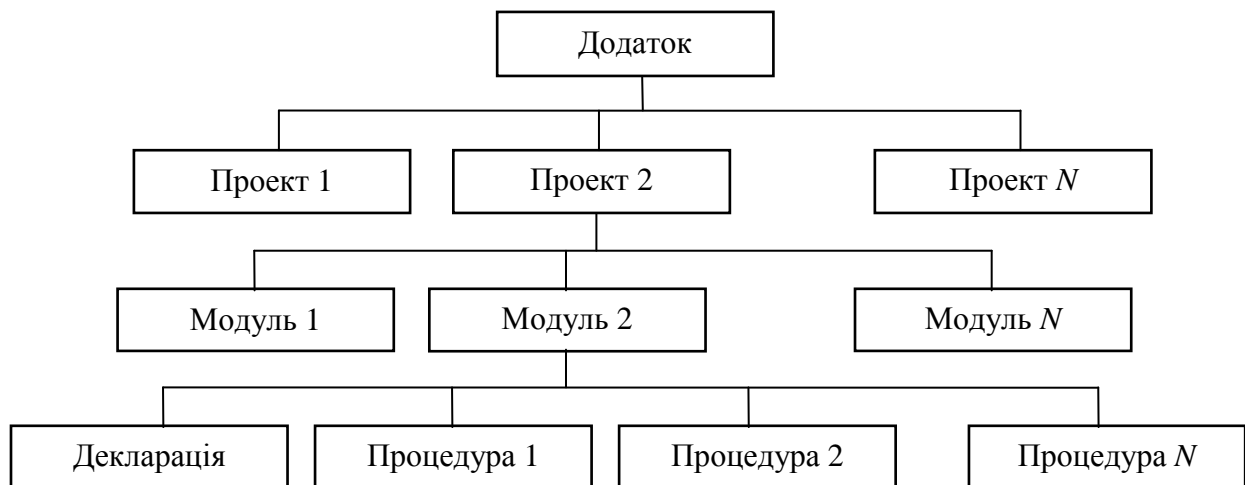 Додаток
Проект 1
Проект 2
Проект N
Модуль 1
Модуль 2
Модуль N
Декларація
Процедура 1
Процедура 2
Процедура N